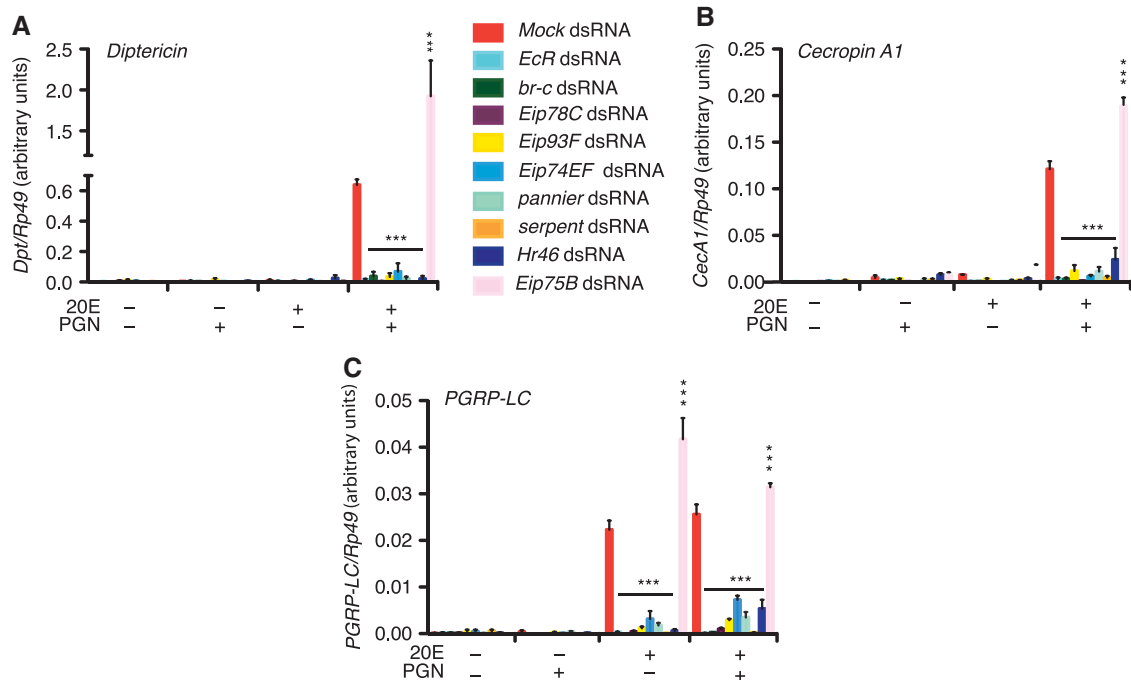 A
Diptericin
Dpt/Rp49 (arbitrary units)
2.5
2.0
1.5
0.6
0.4
0.2
0.0
***
***
20E – – + +
PGN – + – +
Mock dsRNA
EcR dsRNA
br-c dsRNA
Eip78C dsRNA
Eip93F dsRNA
Eip74EF dsRNA
pannier dsRNA
serpent dsRNA
Hr46 dsRNA
Eip75B dsRNA
B
Cecropin A1
CecA1/Rp49 (arbitrary units)
0.25
0.20
0.15
0.10
0.00
0.00
***
***
20E – – + +
PGN – + – +
C
PGRP-LC
PGRP-LC/Rp49 (arbitrary units)
0.05
0.04
0.03
0.02
0.01
0.00
***
***
***
***
20E – – + +
PGN – + – +